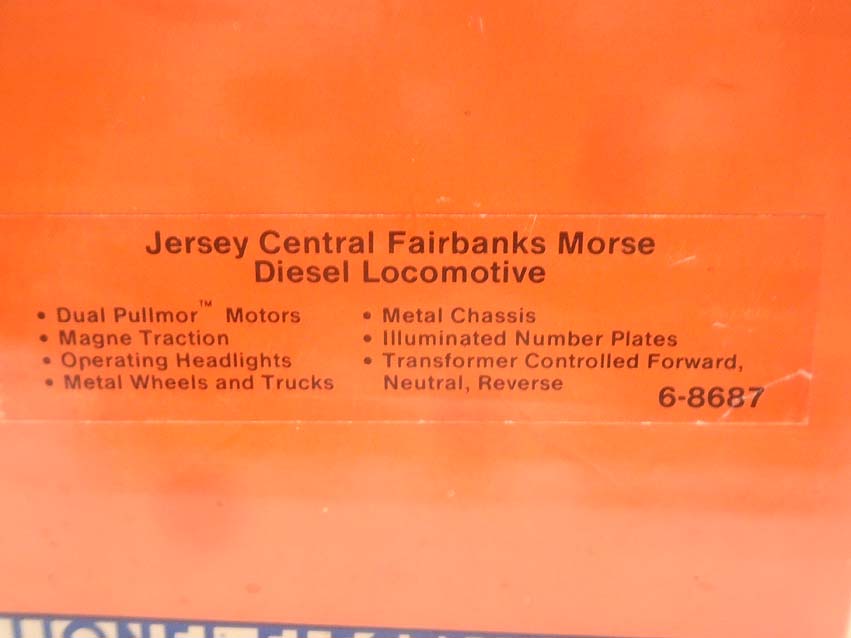 Jersey Central Fairbanks Morse
Diesel Locomotive
• Dual Pullmor™ Motors
• Magne Traction
• Operating Headlights
• Metal Wheels and Trucks
• Metal Chassis
• Illuminated Number Plates
• Transformer Controlled Forward,
Neutral, Reverse
6-8687